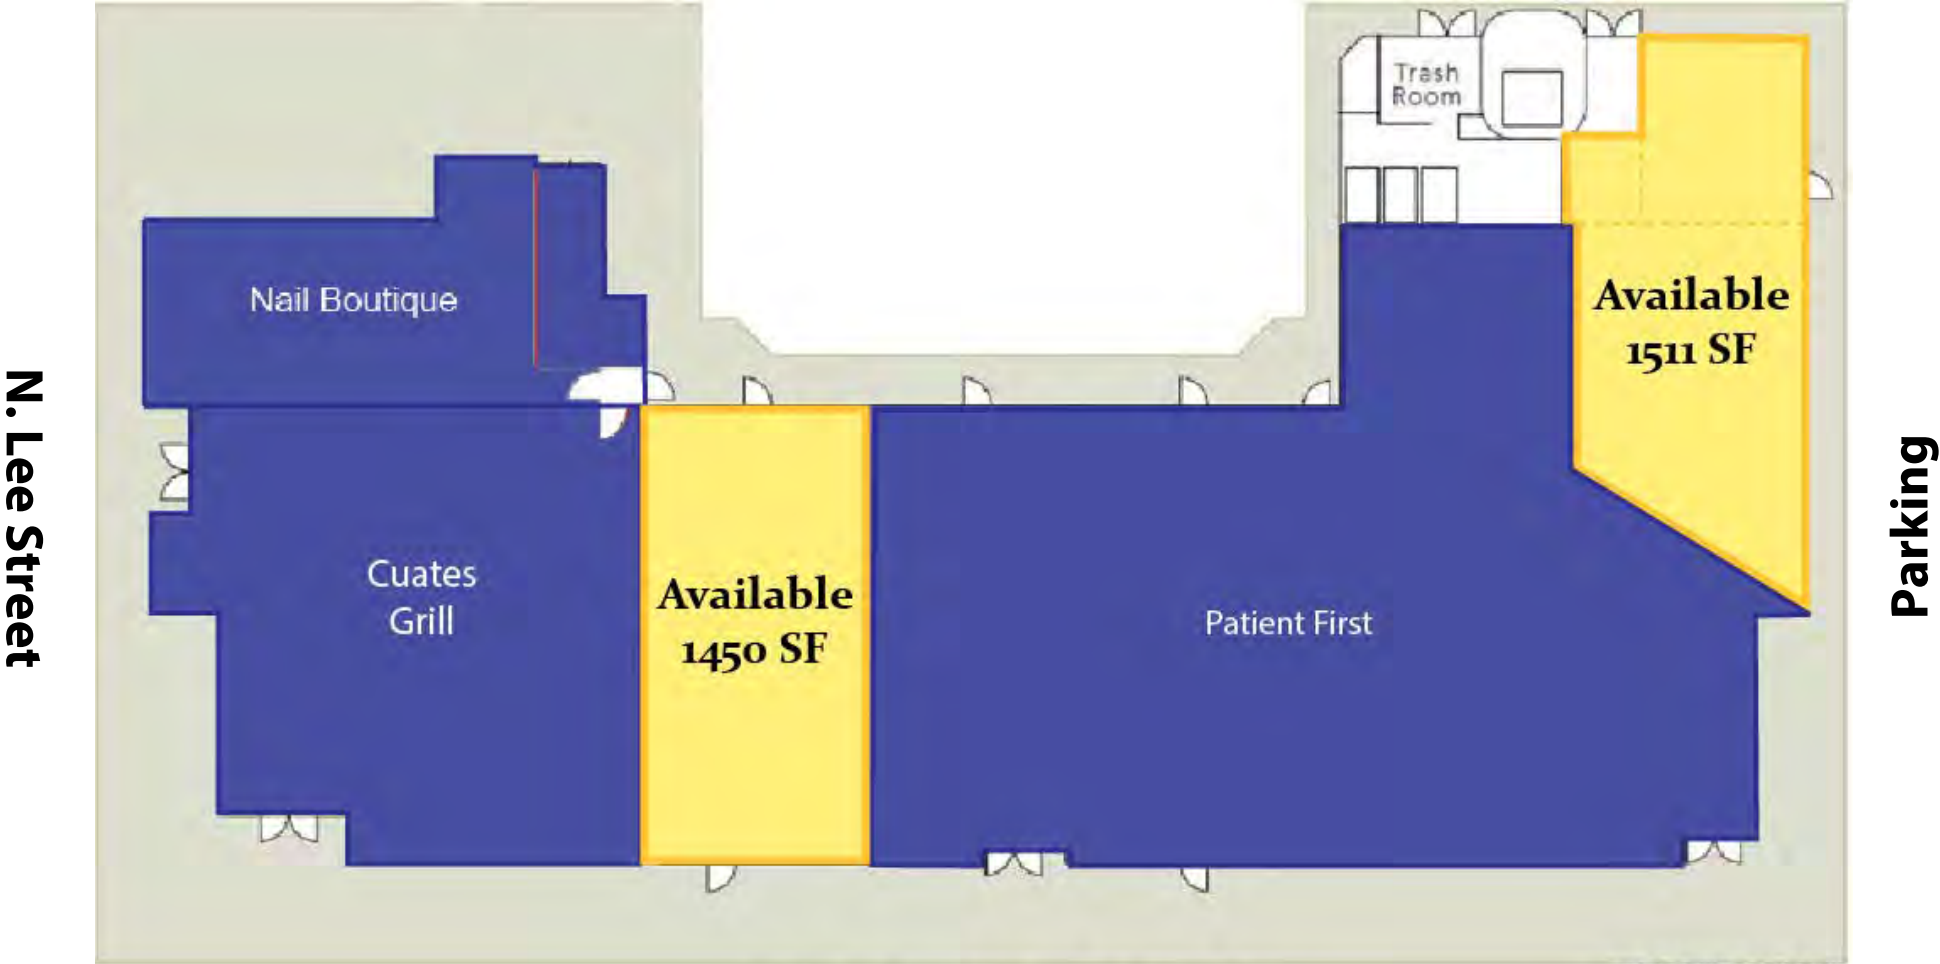 Trash
Room
Nail Boutique
Available
1511 SF
N. Lee Street
Parking
Cuates
Grill
Available
1450 SF
Patient First